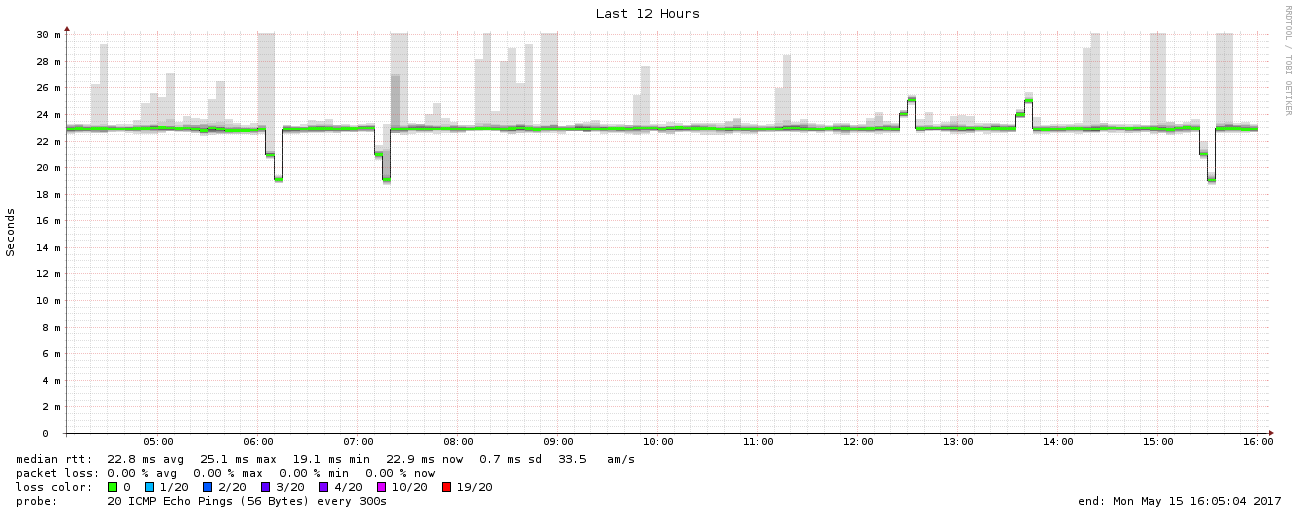 Last 12 Hours
RRDTOOL / TOBI OETIKER
Seconds
30 m
28 m
26 m
24 m
22 m
20 m
18 m
16 m
14 m
12 m
10 m
8 m
6 m
4 m
2 m
0
05:00 06:00 07:00 08:00 09:00 10:00 11:00 12:00 13:00 14:00 15:00 16:00
median rtt: 22.8 ms avg 25.1 ms max 19.1 ms min 22.9 ms now 0.7 ms sd 33.5 am/s
packet loss: 0.00 % avg 0.00 % max 0.00 % min 0.00 % now
loss color: 0 1/20 2/20 3/20 4/20 10/20 19/20
probe: 20 ICMP Echo Pings (56 Bytes) every 300s end: Mon May 15 16:05:04 2017